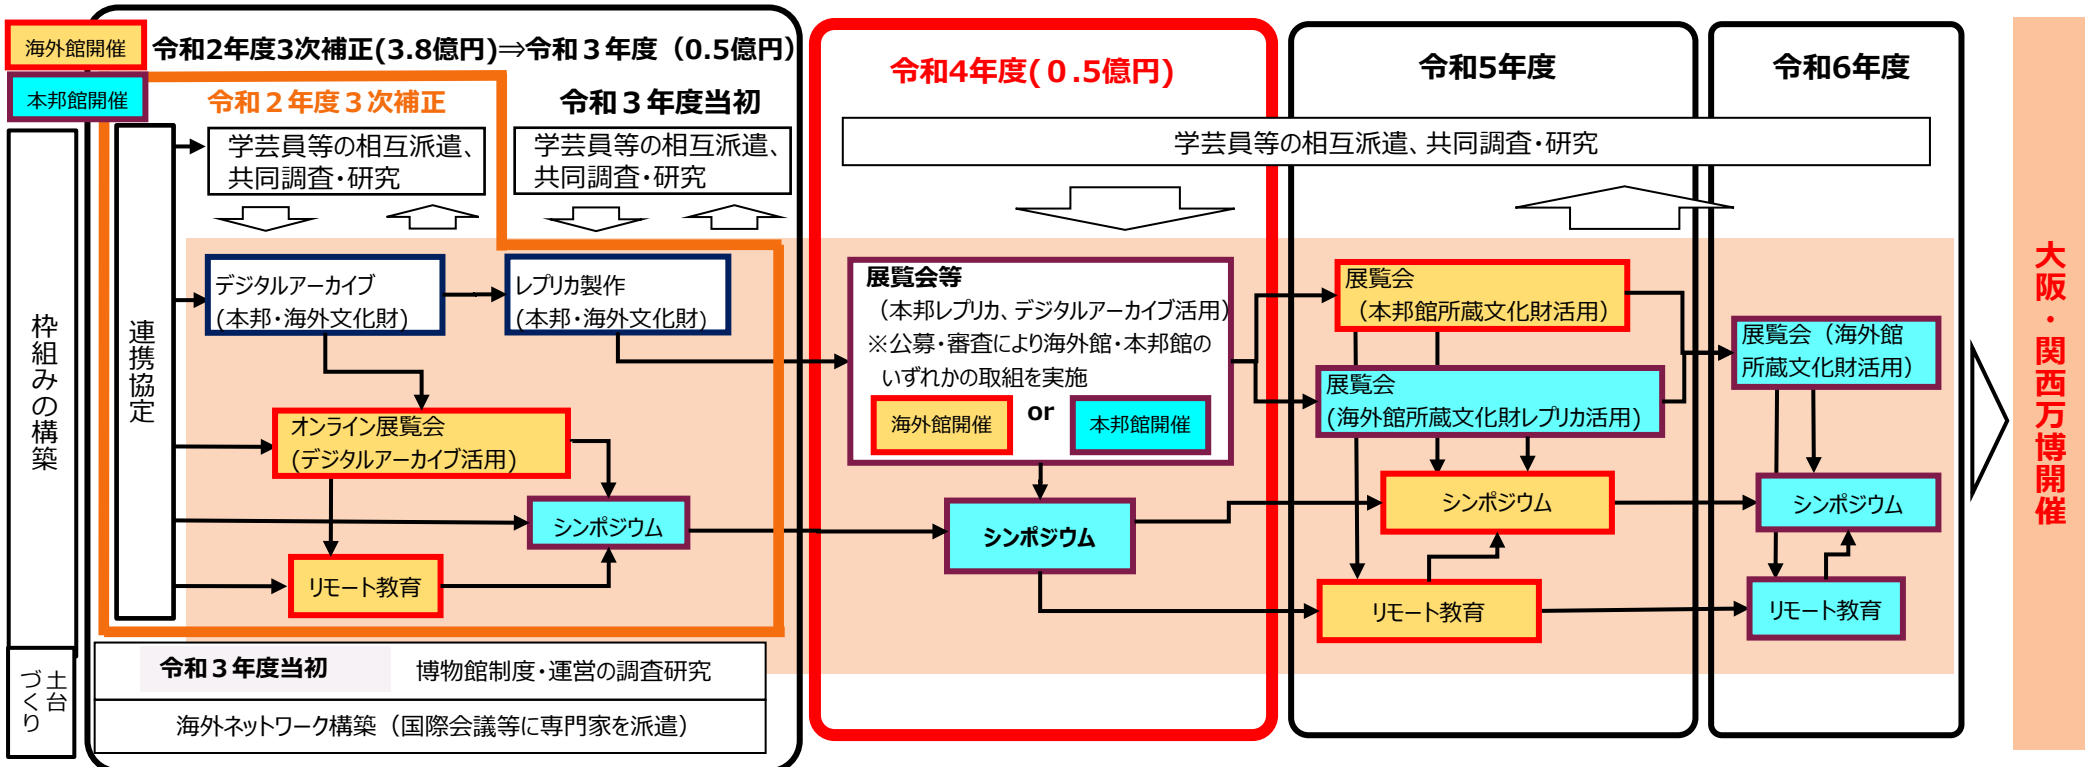 海外館開催
本邦館開催
令和2年度3次補正(3.8億円)⇒令和３年度（0.5億円）
令和２年度３次補正
令和３年度当初
学芸員等の相互派遣、
共同調査・研究
学芸員等の相互派遣、
共同調査・研究
枠組みの構築
連携協定
デジタルアーカイブ
(本邦・海外文化財)
レプリカ製作
(本邦・海外文化財)
オンライン展覧会
(デジタルアーカイブ活用)
シンポジウム
リモート教育
土台
づくり
令和３年度当初
博物館制度・運営の調査研究
海外ネットワーク構築（国際会議等に専門家を派遣）
令和4年度(０.5億円)
令和5年度
令和6年度
学芸員等の相互派遣、共同調査・研究
展覧会等
（本邦レプリカ、デジタルアーカイブ活用）
※公募・審査により海外館・本邦館の
いずれかの取組を実施
海外館開催
or
本邦館開催
シンポジウム
展覧会
（本邦館所蔵文化財活用）
展覧会
(海外館所蔵文化財レプリカ活用)
シンポジウム
リモート教育
展覧会（海外館
所蔵文化財活用）
シンポジウム
リモート教育
大阪・関西万博開催